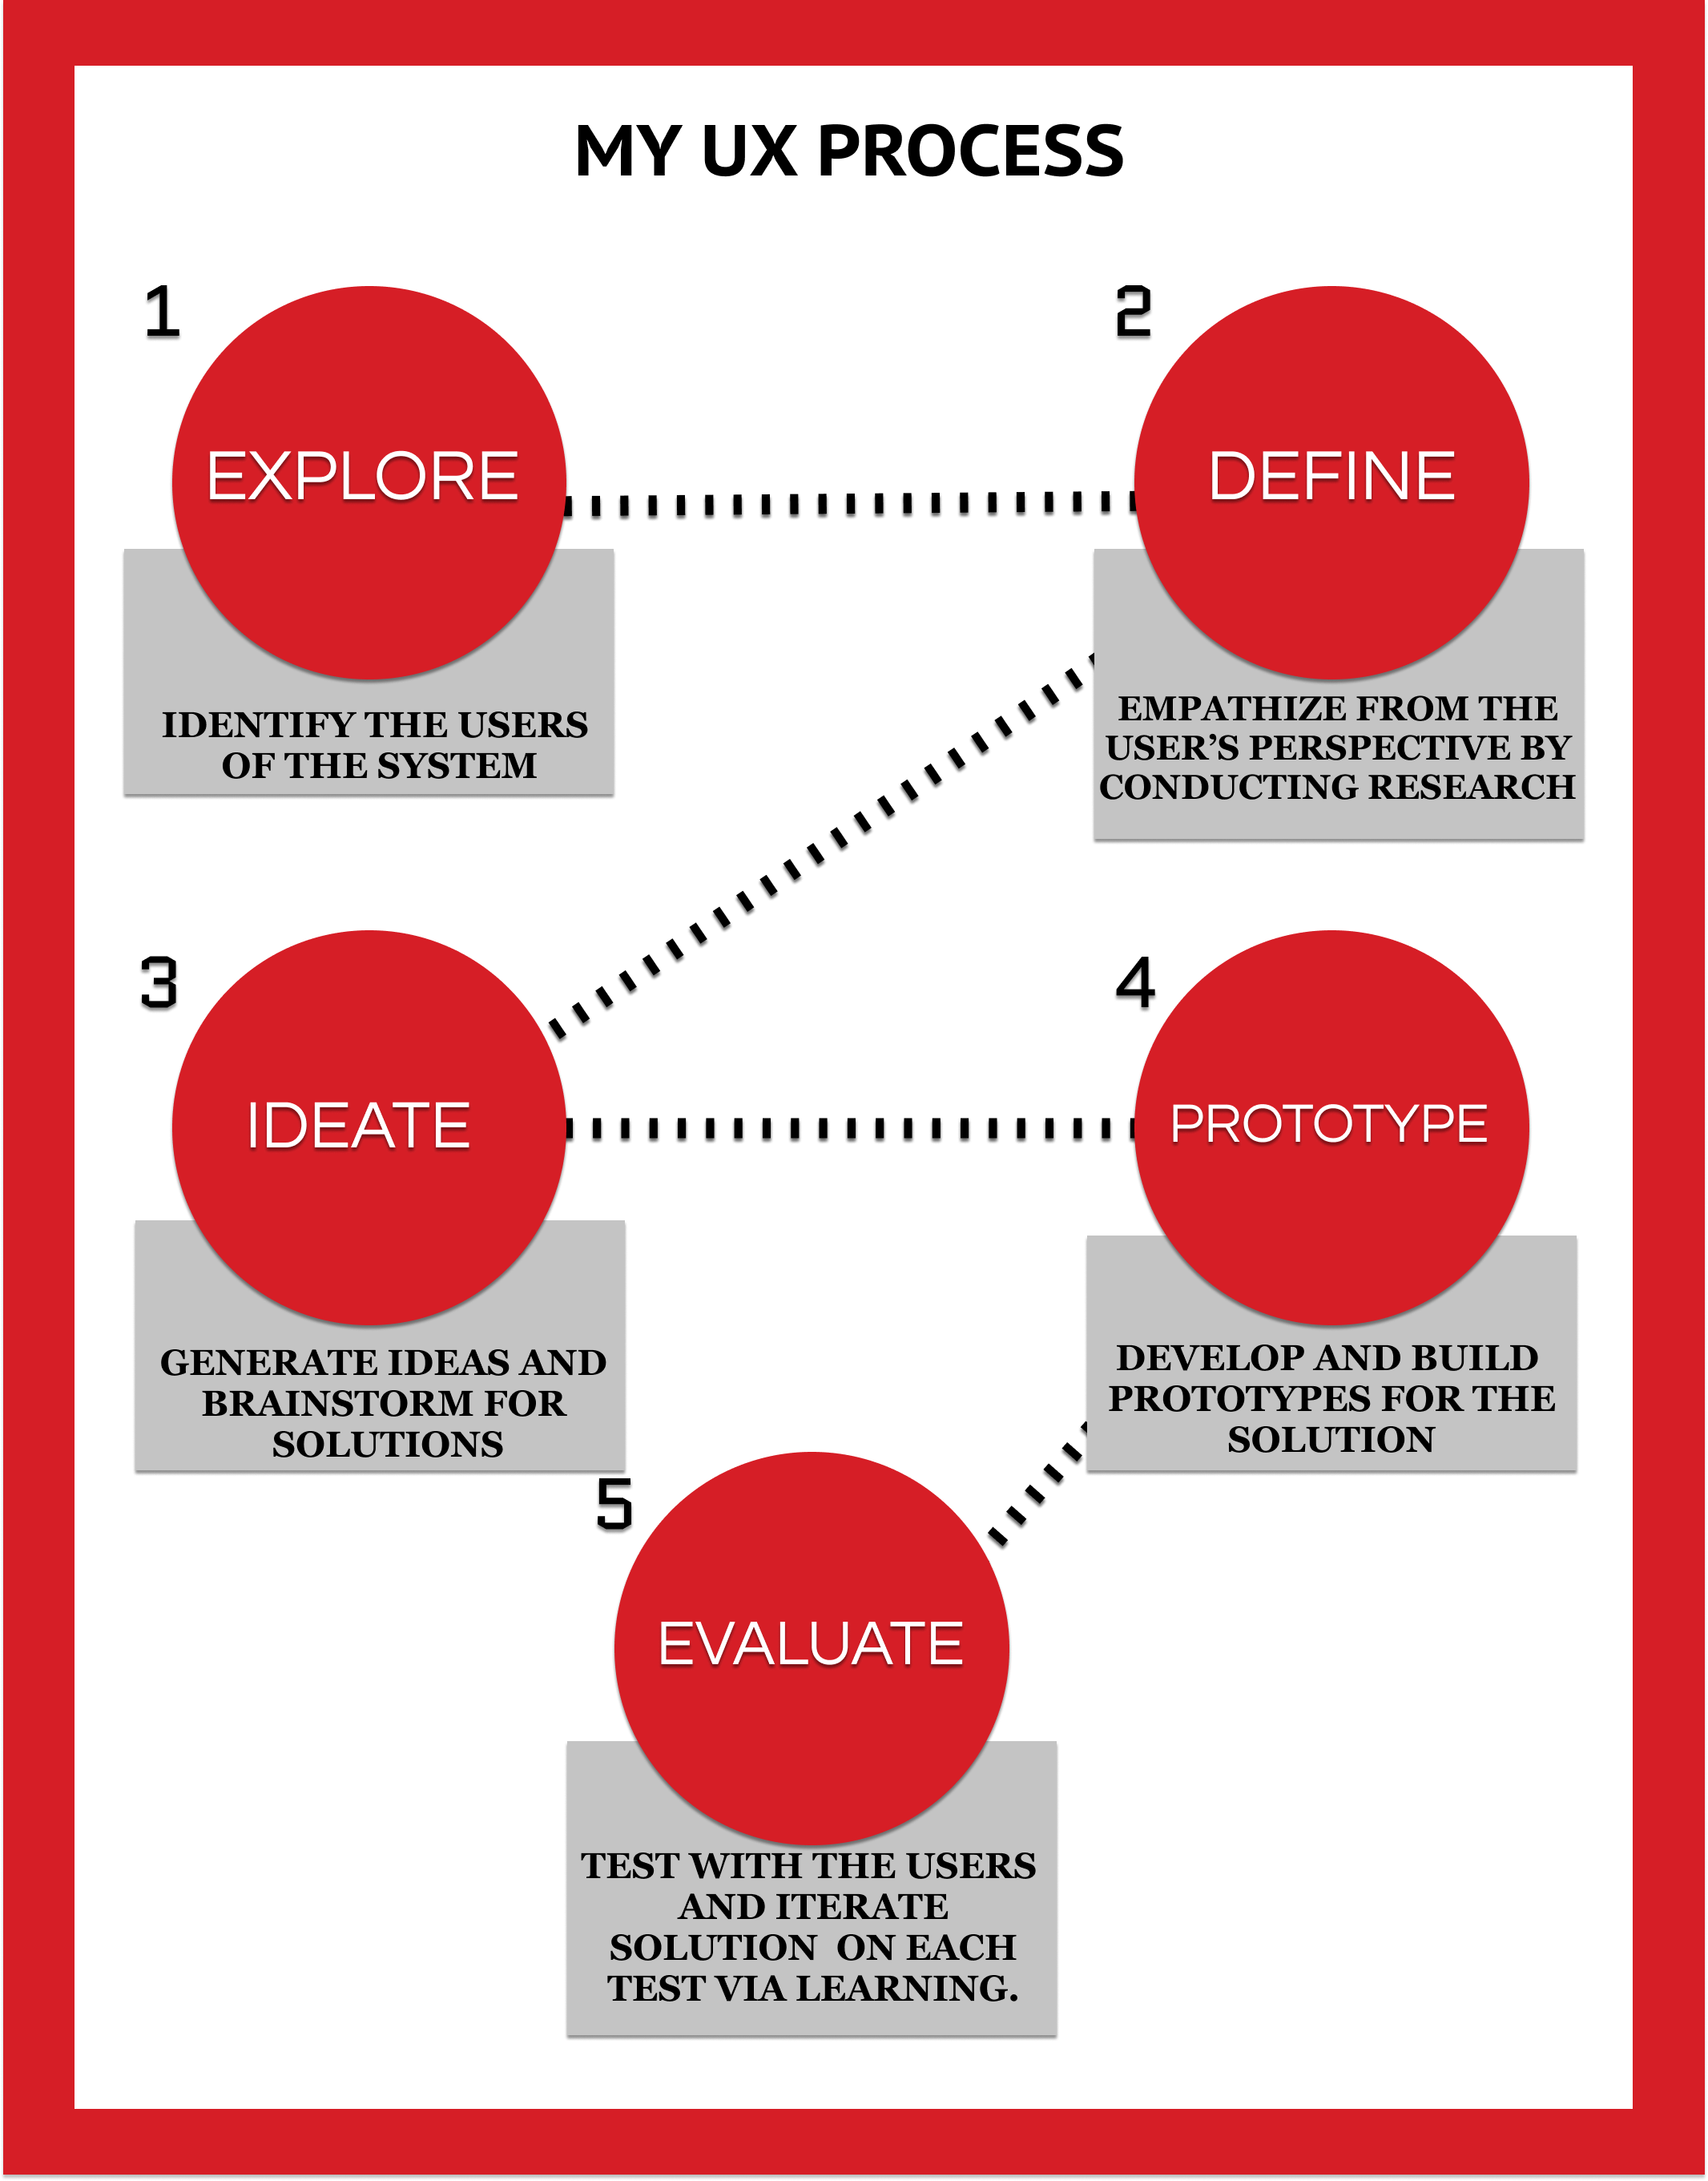 MY UX PROCESS
1
EXPLORE
IDENTIFY THE USERS
OF THE SYSTEM
2
DEFINE
EMPATHIZE FROM THE
USER’S PERSPECTIVE BY
CONDUCTING RESEARCH
3
IDEATE
GENERATE IDEAS AND
BRAINSTORM FOR
SOLUTIONS
4
PROTOTYPE
DEVELOP AND BUILD
PROTOTYPES FOR THE
SOLUTION
5
EVALUATE
TEST WITH THE USERS
AND ITERATE
SOLUTION  ON EACH
TEST VIA LEARNING.